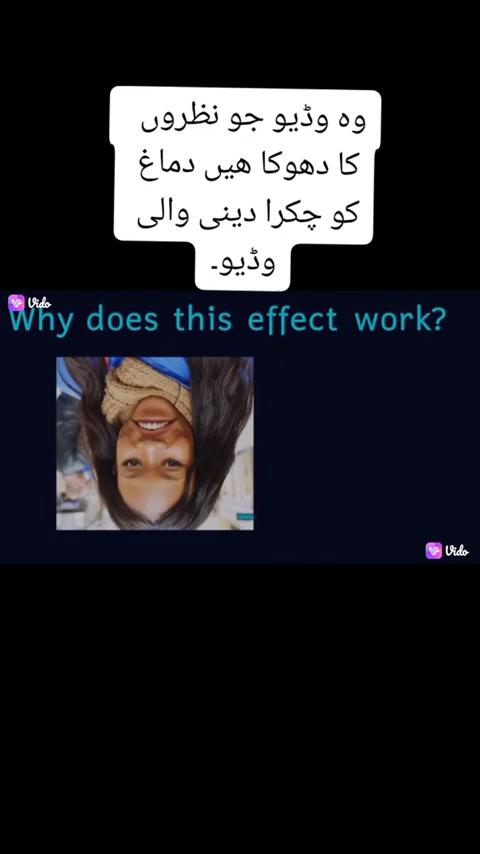 وہ وڈیو جو نظروں
کا دھوکا ھیں دماغ
کو چکرا دینی والی
وڈیو۔
Vido
Why does this effect work?
Vido